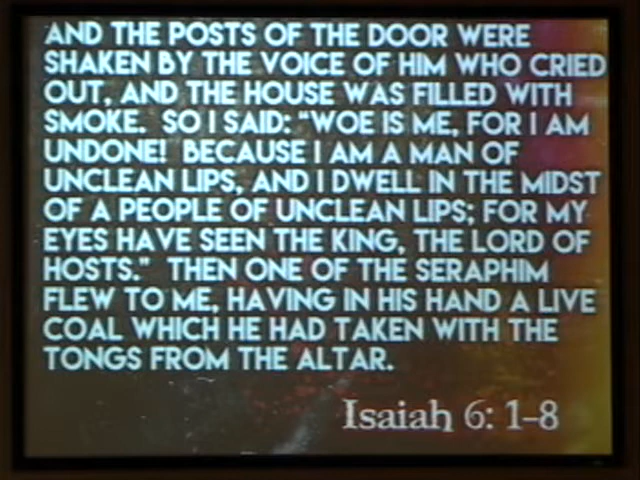 AND THE POSTS OF THE DOOR WERE
SHAKEN BY THE VOICE OF HIM WHO CRIED
OUT, AND THE HOUSE WAS FILLED WITH
SMOKE. SO I SAID: "WOE IS ME, FOR I AM
UNDONE! BECAUSE I AM A MAN OF
UNCLEAN LIPS, AND I DWELL IN THE MIDST
OF A PEOPLE OF UNCLEAN LIPS; FOR MY
EYES HAVE SEEN THE KING, THE LORD OF
HOSTS." THEN ONE OF THE SERAPHIM
FLEW TO ME, HAVING IN HIS HAND A LIVE
COAL WHICH HE HAD TAKEN WITH THE
TONGS FROM THE ALTAR.
Isaiah 6: 1-8